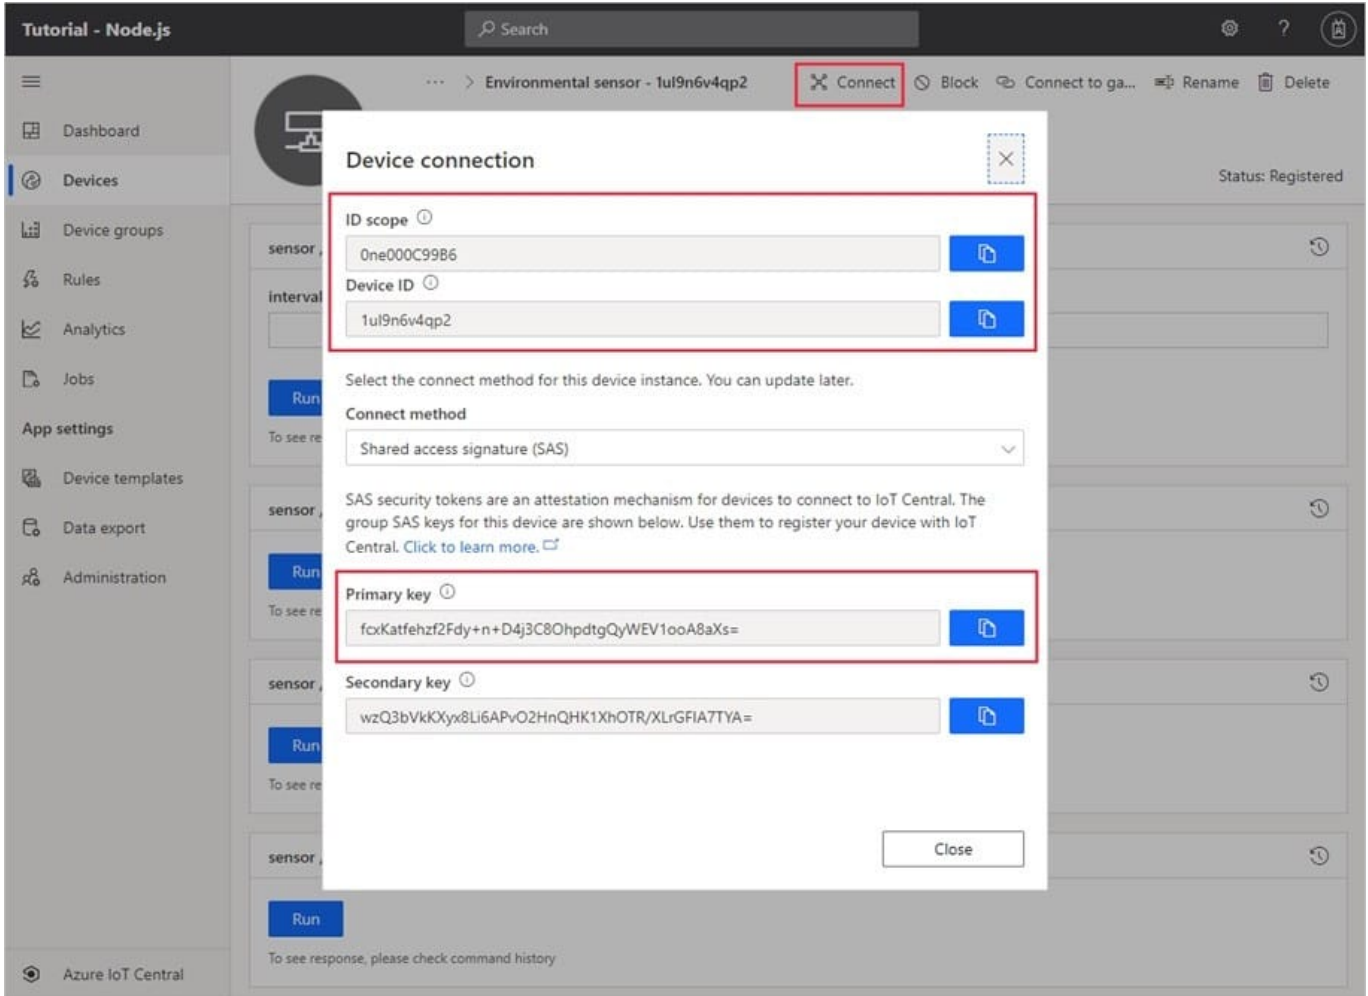 Tutorial - Node.js
Search
?
... > Environmental sensor - 1ul9n6v4qp2
Connect
Block
Connect to ga...
Rename
Delete
Dashboard
Devices
Device groups
Rules
Analytics
Jobs
App settings
Device templates
Data export
Administration
Azure IoT Central
Status: Registered
Device connection
ID scope
0ne000C99B6
Device ID
1ul9n6v4qp2
Select the connect method for this device instance. You can update later.
Connect method
Shared access signature (SAS)
SAS security tokens are an attestation mechanism for devices to connect to IoT Central. The
group SAS keys for this device are shown below. Use them to register your device with IoT
Central. Click to learn more.
Primary key
fcxKatfehzf2Fdy+n+D4j3C8OhpdtgQyWEV1ooA8aXs=
Secondary key
wzQ3bVkKXyx8Li6APvO2HnQHK1XhOTR/XLrGFIA7TYA=
Close
sensor /
interval
Run
To see re
sensor /
Run
To see re
sensor /
Run
To see re
sensor /
Run
To see response, please check command history